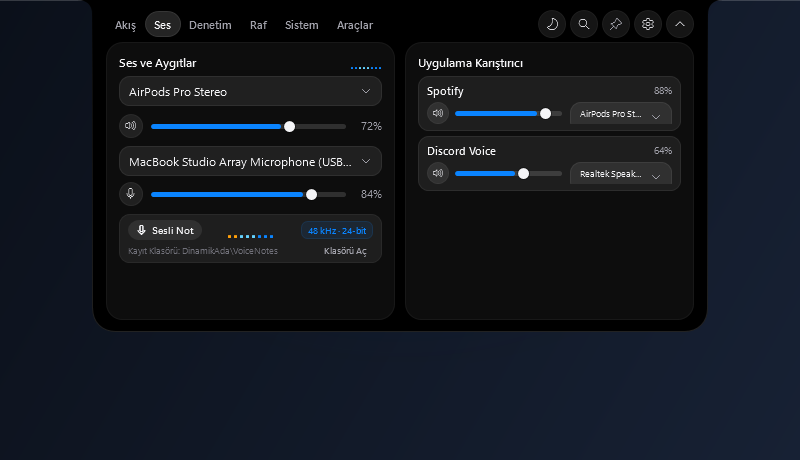 Akış Ses Denetim Raf Sistem Araçlar
Ses ve Aygıtlar
AirPods Pro Stereo
72%
MacBook Studio Array Microphone (USB...
84%
Sesli Not
48 kHz · 24-bit
Kayıt Klasörü: DinamikAda\VoiceNotes
Klasörü Aç
Uygulama Karıştırıcı
Spotify
88%
AirPods Pro St...
Discord Voice
64%
Realtek Speak...